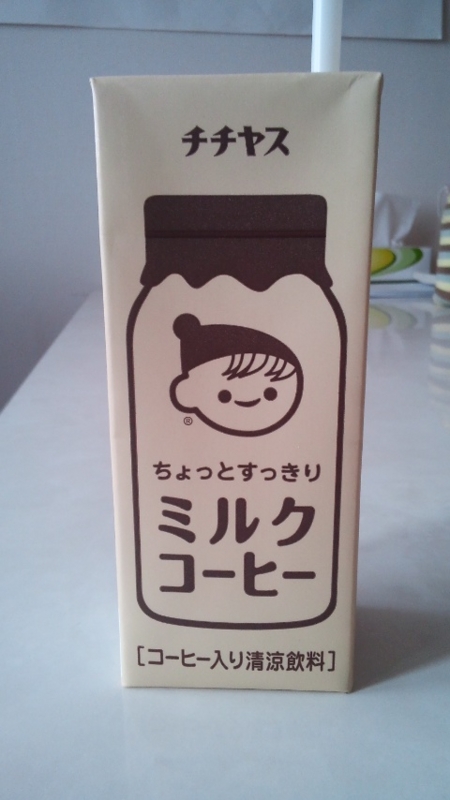 チチヤス
®
ちょっとすっきり
ミルク
コーヒー
[コーヒー入り清涼飲料]